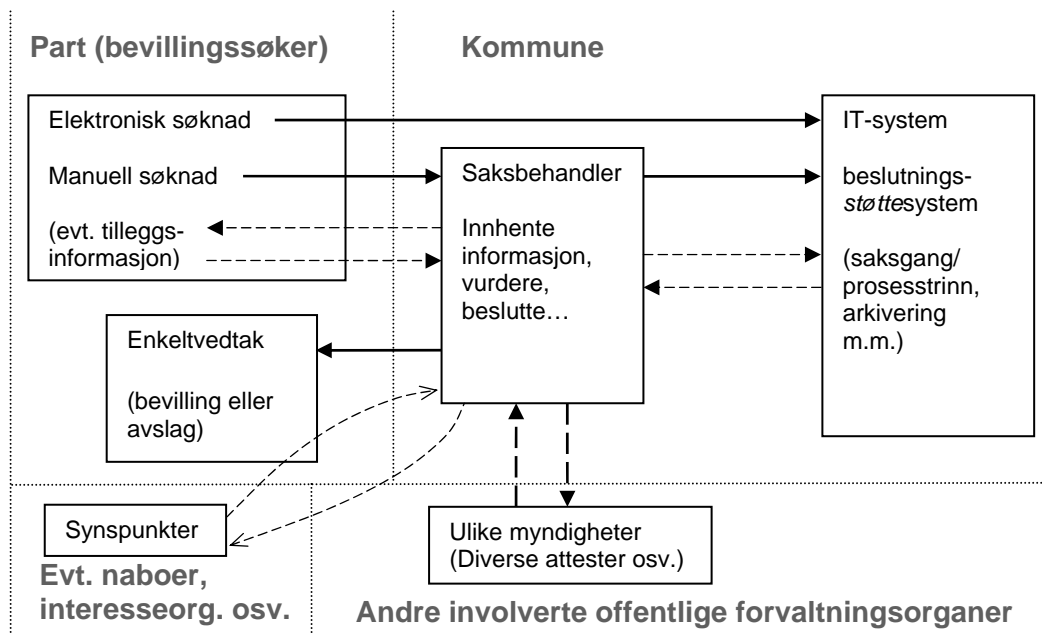 Part (bevillingssøker)
Kommune
Elektronisk søknad
Manuell søknad
(evt. tilleggs-
informasjon)
Saksbehandler
Innhente
informasjon,
vurdere,
beslutte…
IT-system
beslutnings-
støttesystem
(saksgang/
prosesstrinn,
arkivering
m.m.)
Enkeltvedtak
(bevilling eller
avslag)
Synspunkter
Evt. naboer,
interesseorg. osv.
Ulike myndigheter
(Diverse attester osv.)
Andre involverte offentlige forvaltningsorganer